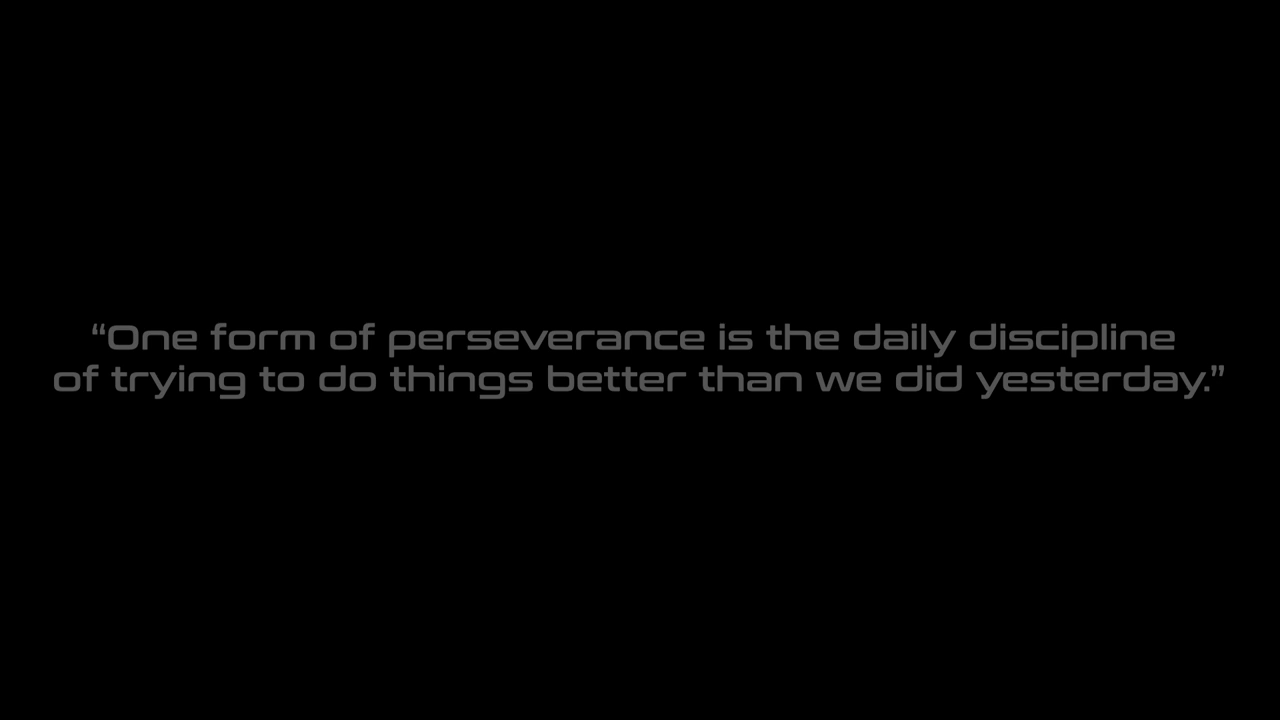 “One form of perseverance is the daily discipline
of trying to do things better than we did yesterday.”